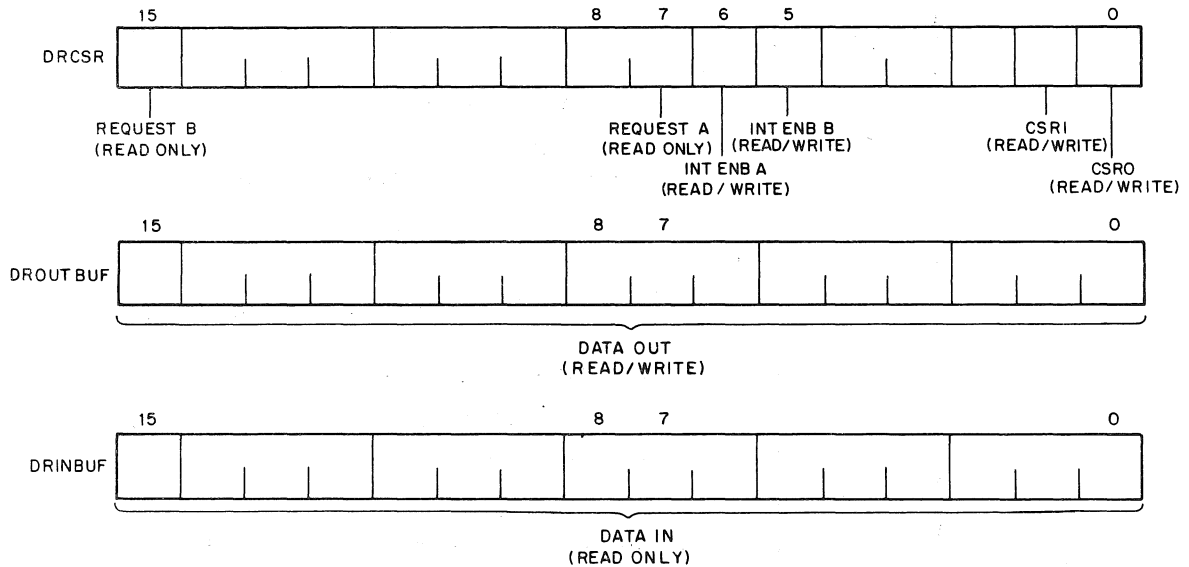 15 8 7 6 5 0
DRCSR
REQUEST B
(READ ONLY)
REQUEST A
(READ ONLY)
INT ENB A
(READ / WRITE)
INT ENB B
(READ/WRITE)
CSR1
(READ/WRITE)
CSR0
(READ/WRITE)
15 8 7 0
DROUT BUF
DATA OUT
(READ/WRITE)
15 8 7 0
DRINBUF
DATA IN
(READ ONLY)